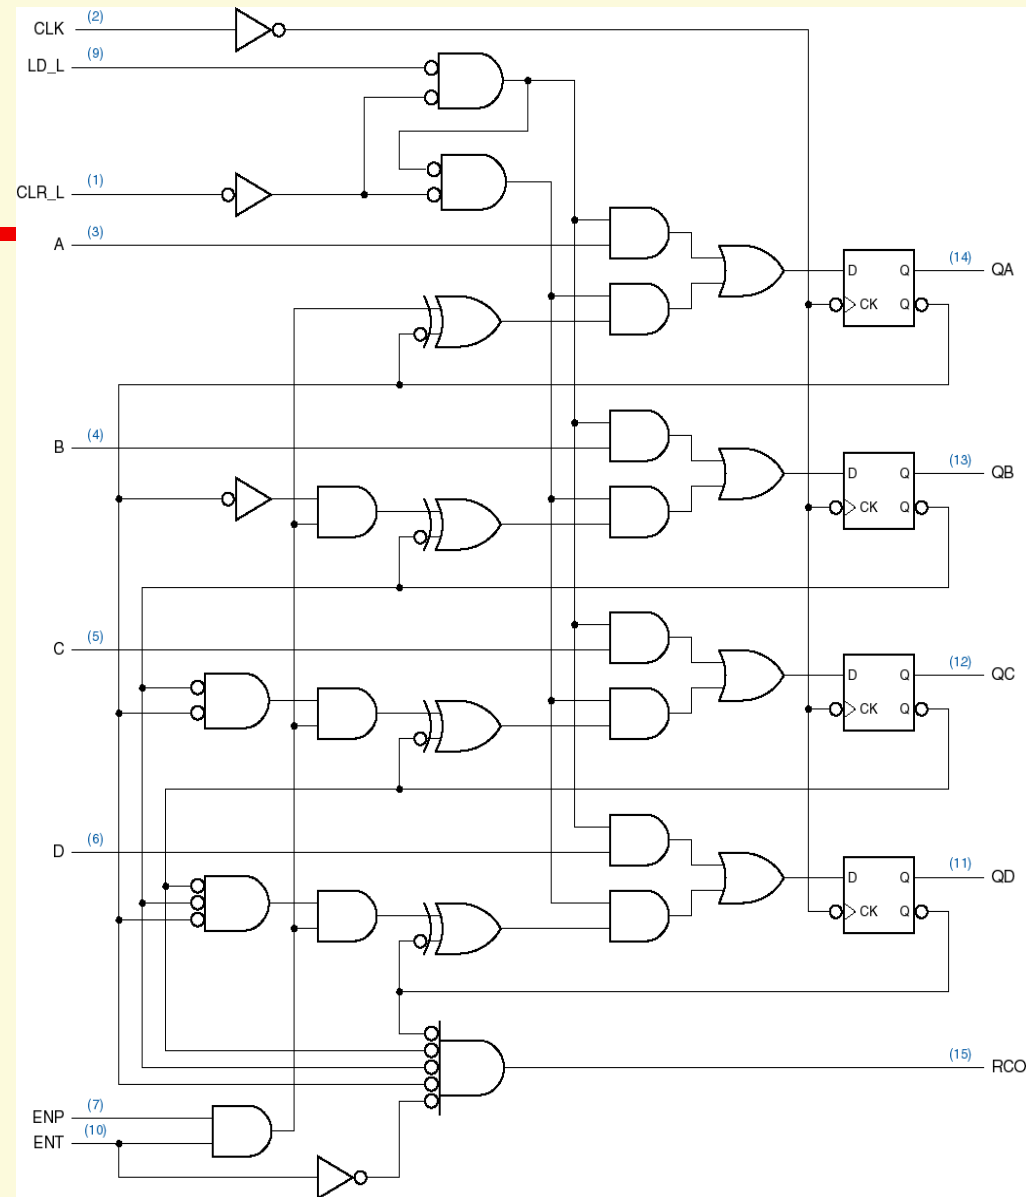 CLK (2)
LD_L (9)
CLR_L (1)
A (3)
D Q (14) QA
CK Q
B (4)
D Q (13) QB
CK Q
C (5)
D Q (12) QC
CK Q
D (6)
D Q (11) QD
CK Q
(15) RCO
ENP (7)
ENT (10)